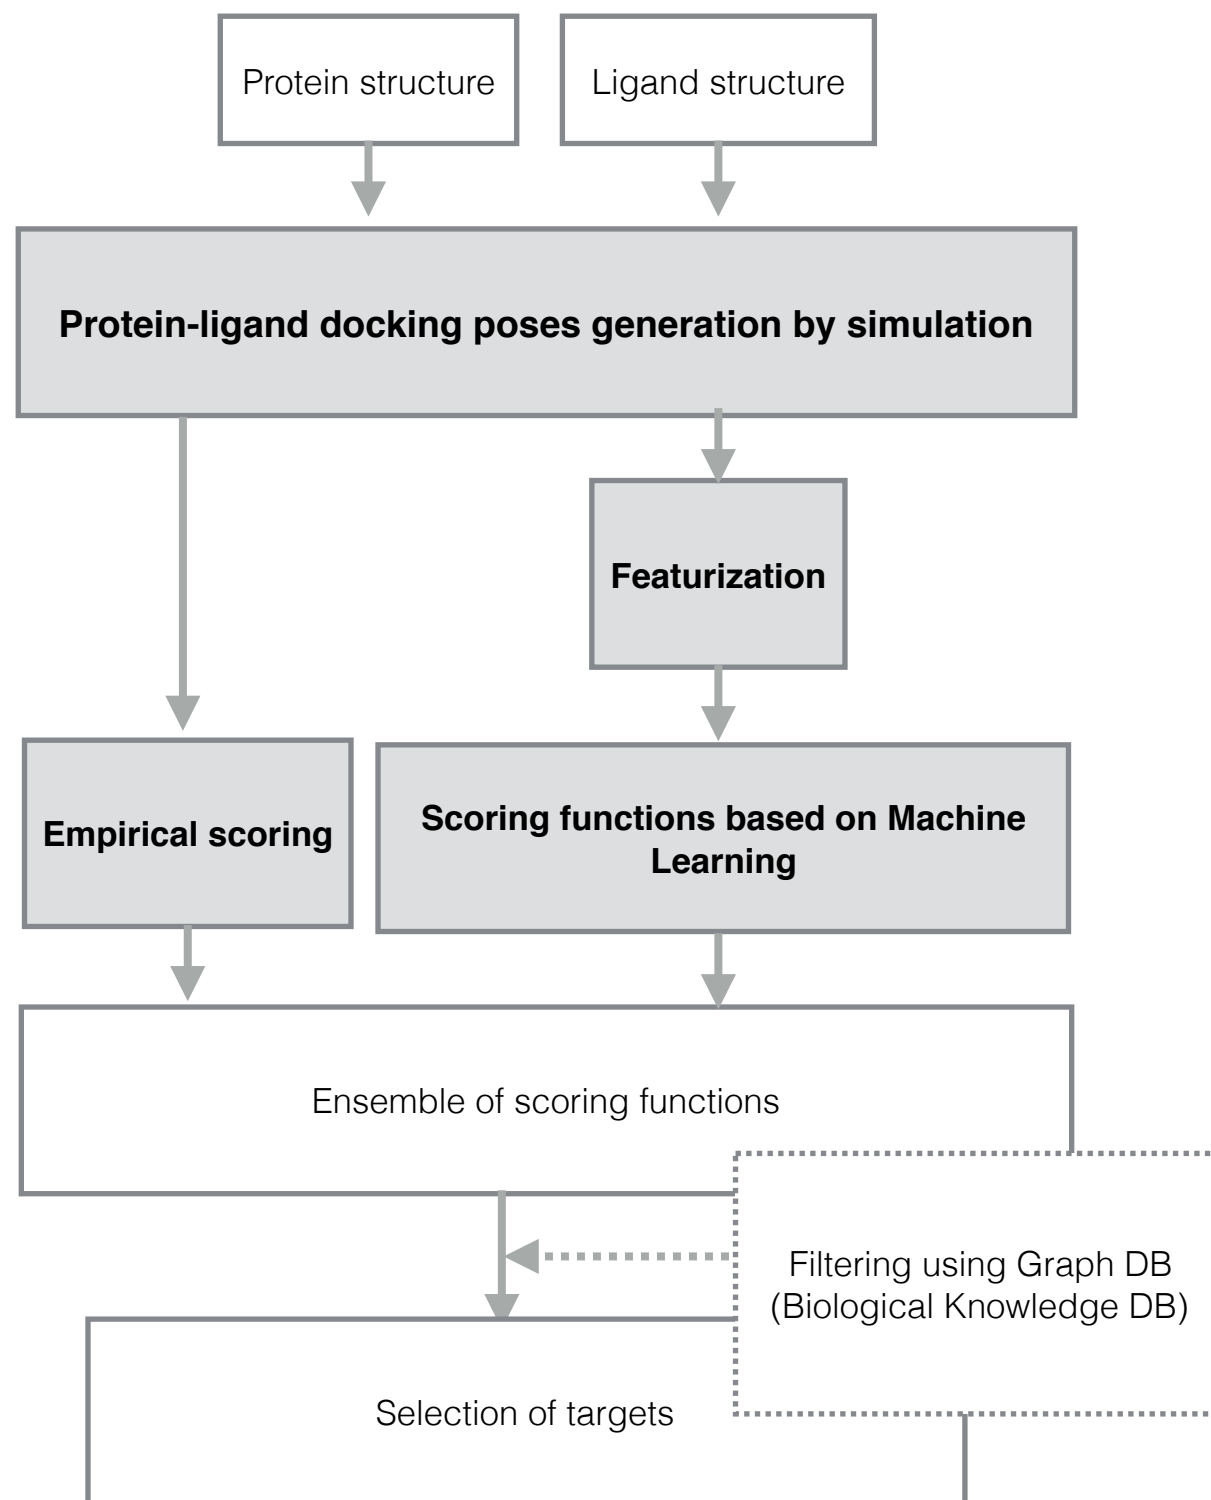 Protein structure
Ligand structure
Protein-ligand docking poses generation by simulation
Featurization
Empirical scoring
Scoring functions based on Machine
Learning
Ensemble of scoring functions
Filtering using Graph DB
(Biological Knowledge DB)
Selection of targets